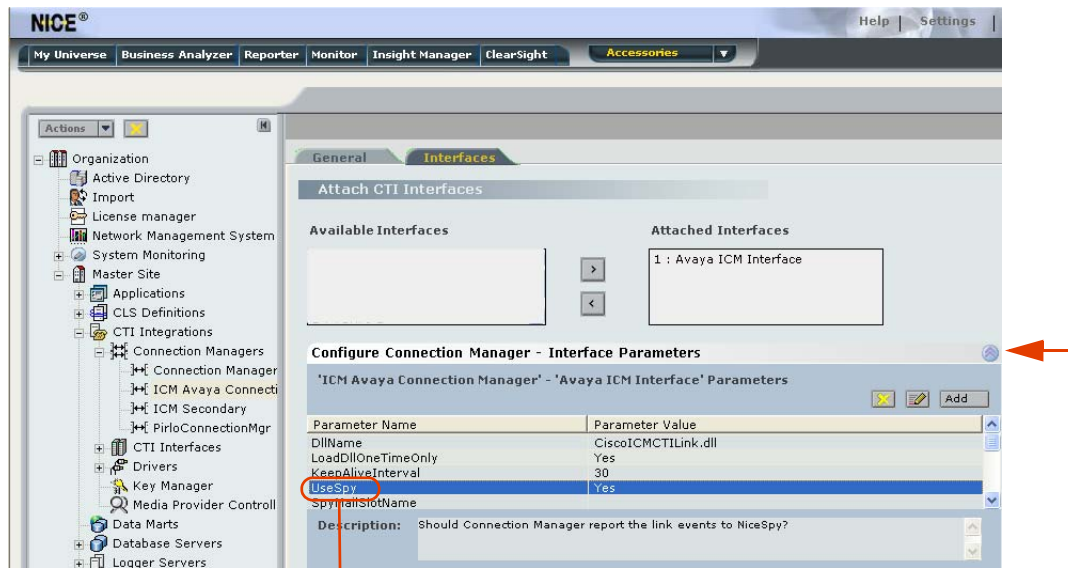 NICE®
Help | Settings |
My Universe Business Analyzer Reporter Monitor Insight Manager ClearSight Accessories
Actions
Organization
Active Directory
Import
License manager
Network Management System
System Monitoring
Master Site
Applications
CLS Definitions
CTI Integrations
Connection Managers
Connection Manager
ICM Avaya Connecti
ICM Secondary
PirloConnectionMgr
CTI Interfaces
Drivers
Key Manager
Media Provider Controll
Data Marts
Database Servers
Logger Servers
General Interfaces
Attach CTI Interfaces
Available Interfaces Attached Interfaces
1 : Avaya ICM Interface
>
<
Configure Connection Manager - Interface Parameters
'ICM Avaya Connection Manager' - 'Avaya ICM Interface' Parameters
Add
Parameter Name Parameter Value
DllName CiscoICMCTILink.dll
LoadDllOneTimeOnly Yes
KeepAliveInterval 30
UseSpy Yes
SpyMailSlotName
Description: Should Connection Manager report the link events to NiceSpy?